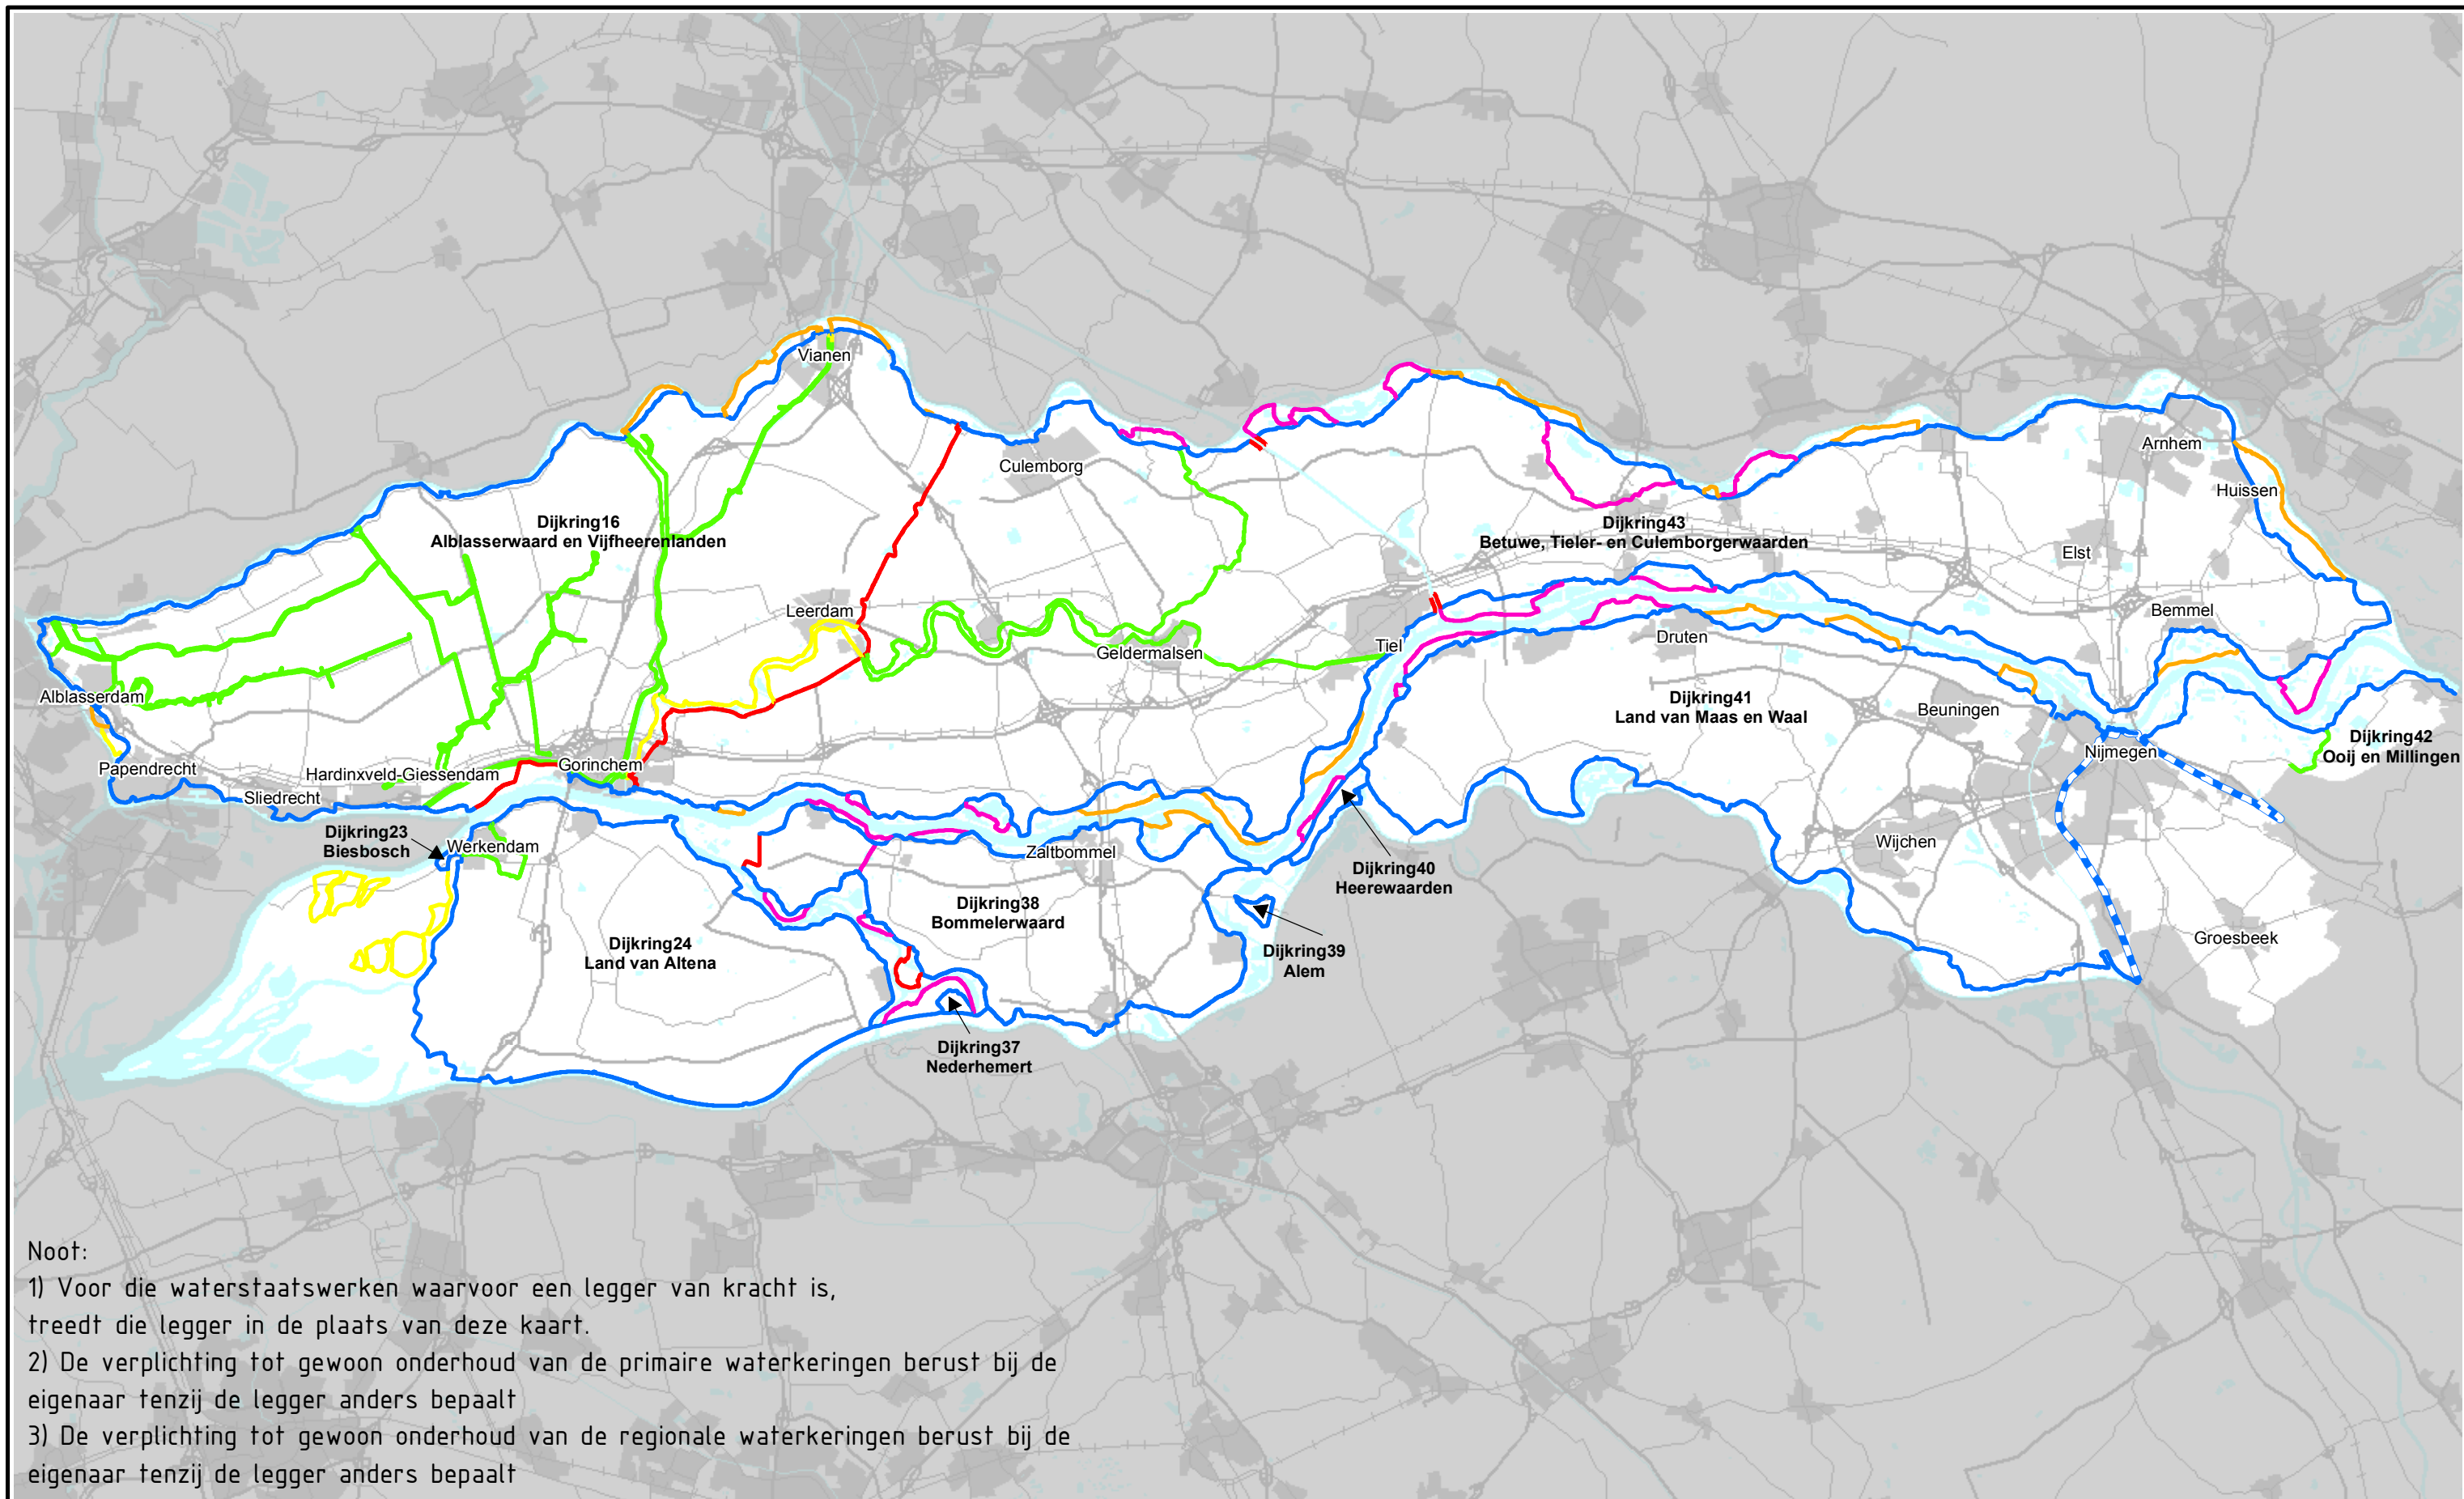 Vianen
Arnhem
Culemborg
Huissen
Dijkring16
Alblasserwaard en Vijfheerenlanden
Dijkring43
Betuwe, Tieler- en Culemborgerwaarden
Elst
Leerdam
Bemmel
Druten
Tiel
Geldermalsen
Alblasserdam
Dijkring41
Land van Maas en Waal
Beuningen
Dijkring42
Ooij en Millingen
Nijmegen
Papendrecht
Hardinxveld-Giessendam
Gorinchem
Sliedrecht
Dijkring23
Biesbosch
Werkendam
Zaltbommel
Wijchen
Dijkring40
Heerewaarden
Dijkring38
Bommelerwaard
Dijkring24
Land van Altena
Dijkring39
Alem
Groesbeek
Dijkring37
Nederhemert
Noot:
1) Voor die waterstaatswerken waarvoor een legger van kracht is,
treedt die legger in de plaats van deze kaart.
2) De verplichting tot gewoon onderhoud van de primaire waterkeringen berust bij de
eigenaar tenzij de legger anders bepaalt
3) De verplichting tot gewoon onderhoud van de regionale waterkeringen berust bij de
eigenaar tenzij de legger anders bepaalt